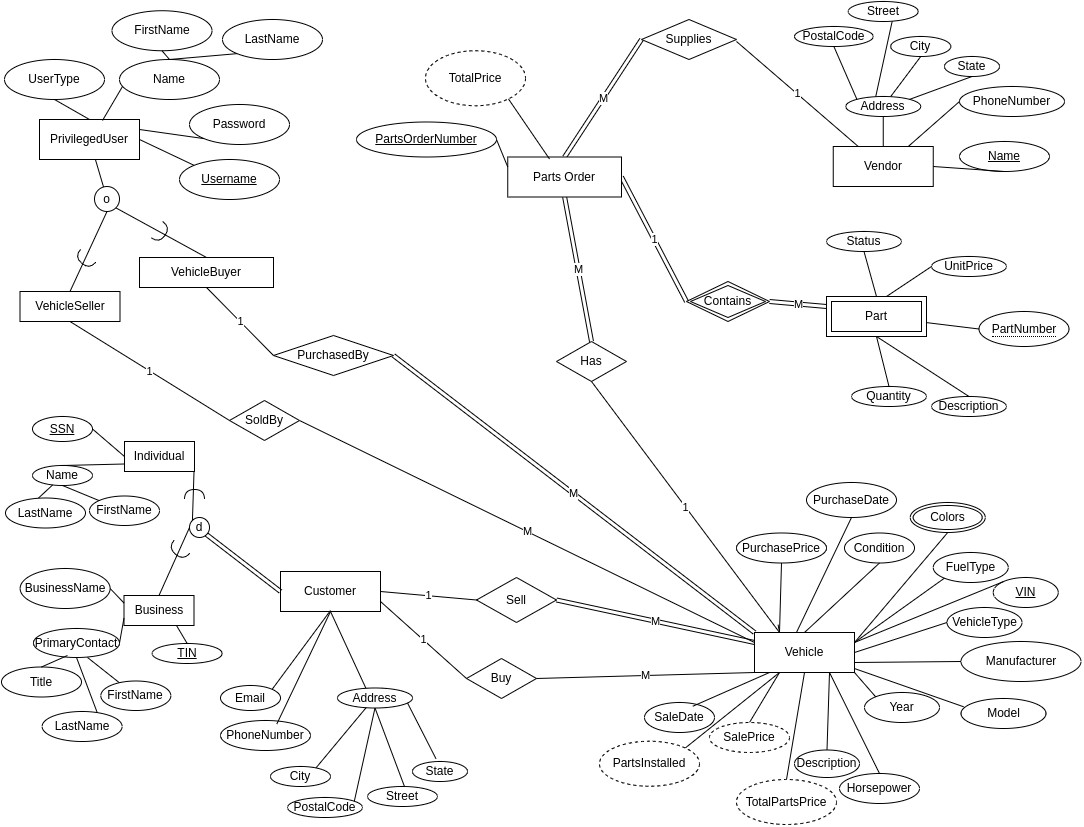 FirstName
LastName
UserType
Name
Password
PrivilegedUser
Username
o
VehicleBuyer
VehicleSeller
1
PurchasedBy
1
SoldBy
M
M
Street
PostalCode
City
State
Supplies
TotalPrice
M
1
Address
PhoneNumber
PartsOrderNumber
Parts Order
Vendor
Name
1
M
Status
UnitPrice
Contains
M
Part
PartNumber
Has
Quantity
Description
1
SSN
Individual
Name
LastName
FirstName
d
BusinessName
Business
PrimaryContact
TIN
Title
FirstName
LastName
Customer
1
Sell
M
1
Buy
M
Email
Address
PhoneNumber
City
State
PostalCode
Street
PurchaseDate
Colors
PurchasePrice
Condition
FuelType
VIN
VehicleType
Vehicle
Manufacturer
Year
Model
SaleDate
SalePrice
PartsInstalled
Description
Horsepower
TotalPartsPrice